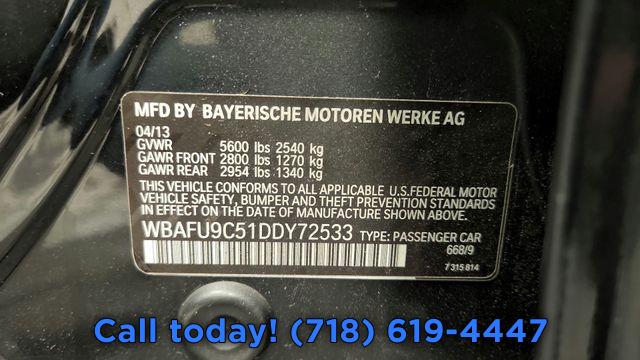 MFD BY BAYERISCHE MOTOREN WERKE AG
04/13
GVWR 5600 lbs 2540 kg
GAWR FRONT 2800 lbs 1270 kg
GAWR REAR 2954 lbs 1340 kg
THIS VEHICLE CONFORMS TO ALL APPLICABLE U.S.FEDERAL MOTOR
VEHICLE SAFETY, BUMPER, AND THEFT PREVENTION STANDARDS
IN EFFECT ON THE DATE OF MANUFACTURE SHOWN ABOVE.
WBAFU9C51DDY72533 TYPE: PASSENGER CAR
668/9
7 315 814
Call today! (718) 619-4447